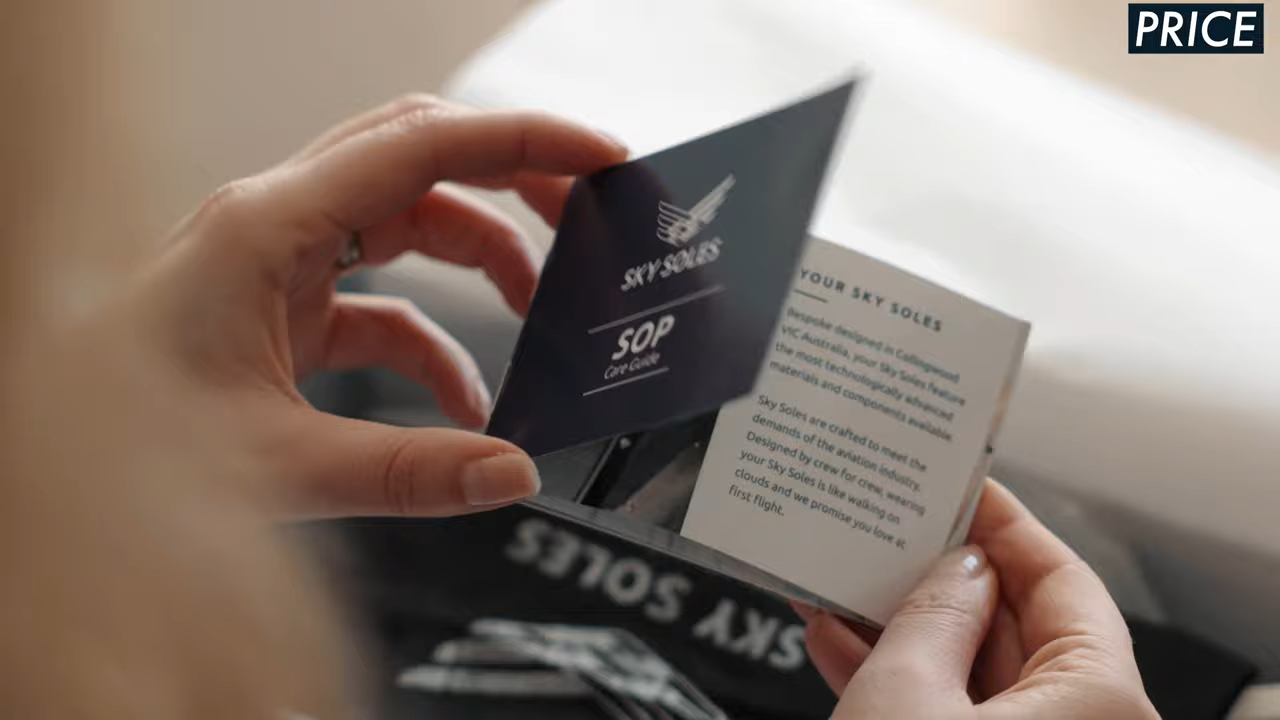 PRICE
SKY SOLES
SOP
Care Guide
YOUR SKY SOLES
Bespoke designed in Collingwood
VIC Australia, your Sky Soles feature
the most technologically advanced
materials and components available.
Sky Soles are crafted to meet the
demands of the aviation industry.
Designed by crew for crew, wearing
your Sky Soles is like walking on
clouds and we promise you love at
first flight.
SKY SOLES